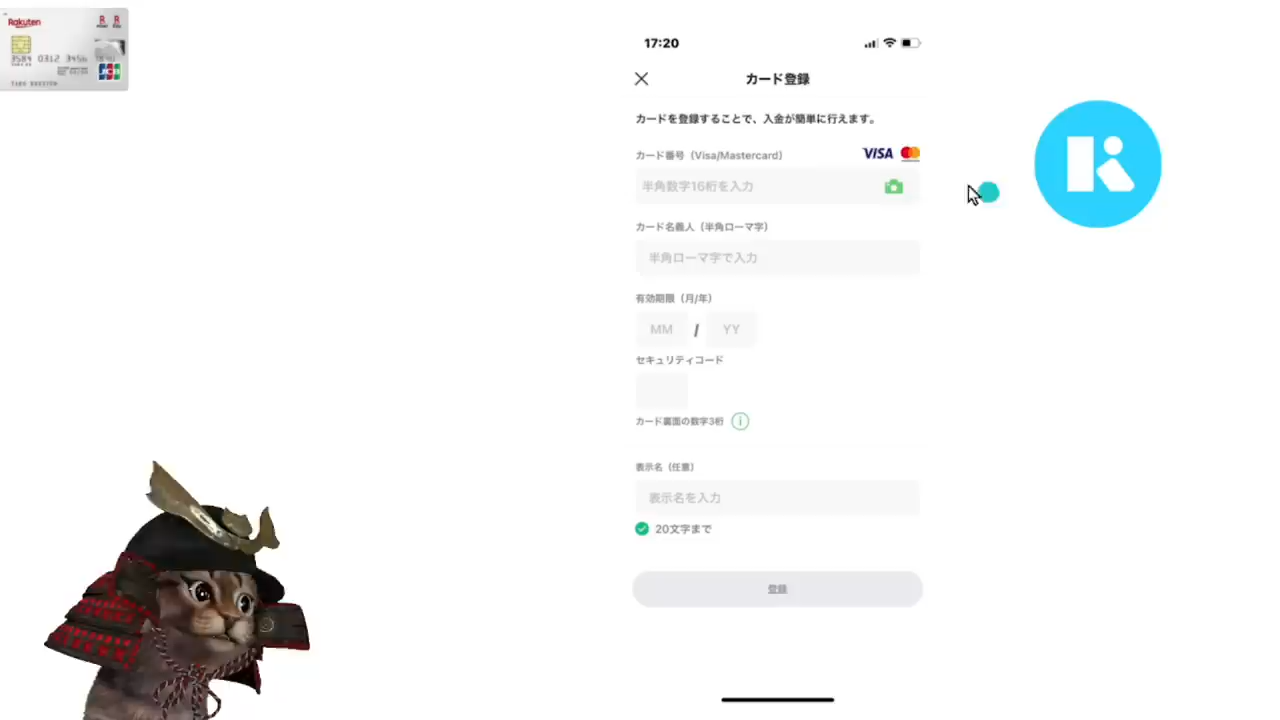 Rakuten
3584 0312 3456
JCB
17:20
カード登録
カードを登録することで、入金が簡単に行えます。
カード番号（Visa/Mastercard）
VISA
半角数字16桁を入力
カード名義人（半角ローマ字）
半角ローマ字で入力
有効期限（月/年）
MM / YY
セキュリティコード
カード裏面の数字3桁
表示名（任意）
表示名を入力
20文字まで
登録